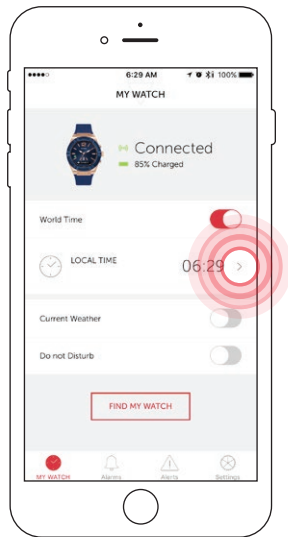 6:29 AM 100%
MY WATCH
Connected
85% Charged
World Time
LOCAL TIME 06:29
Current Weather
Do not Disturb
FIND MY WATCH
MY WATCH Alarms Alerts Settings